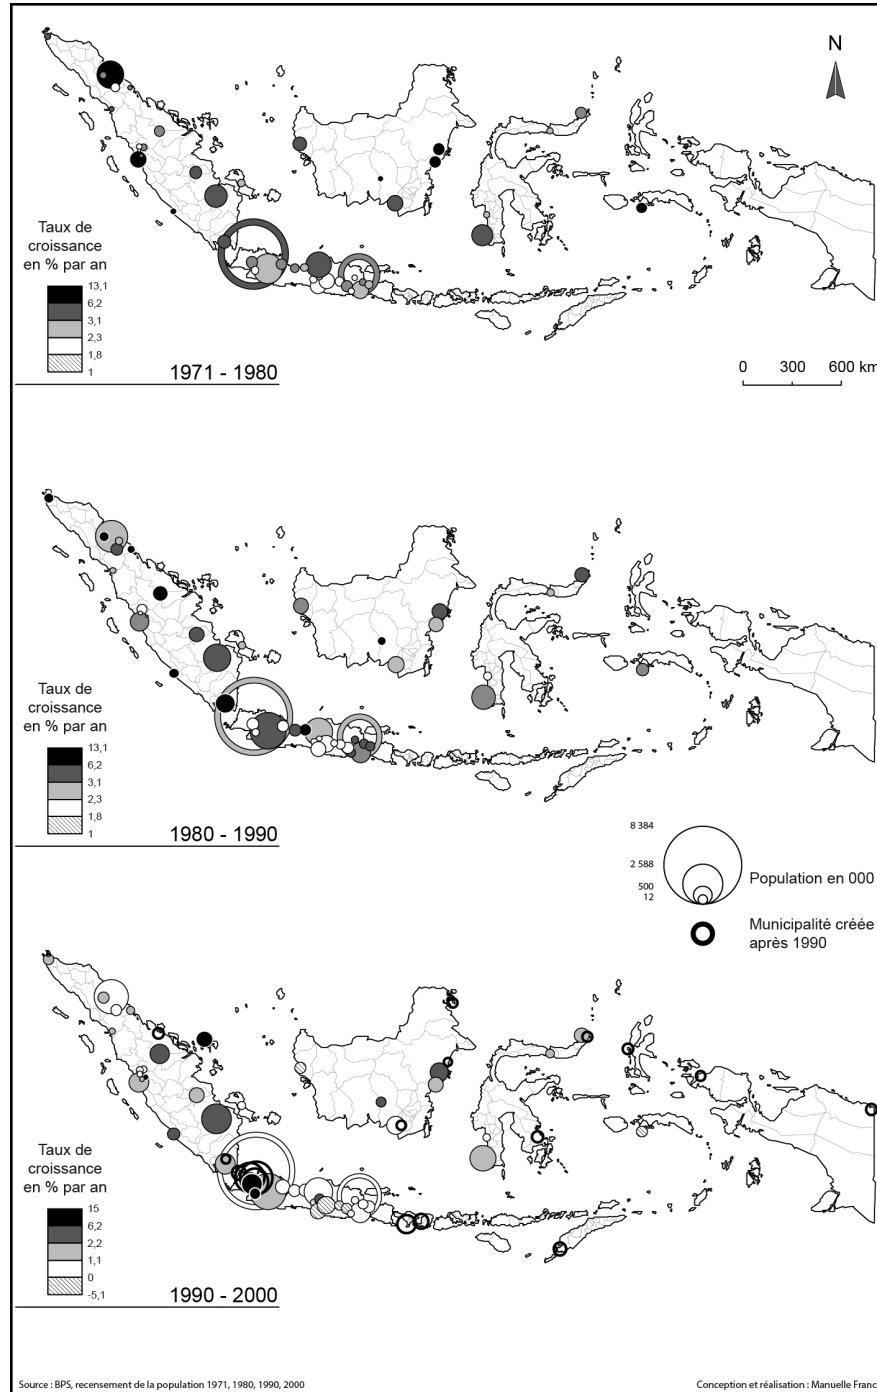 N
Taux de
croissance
en % par an
13,1
6,2
3,1
2,3
1,8
1
1971 - 1980
0 300 600 km
Taux de
croissance
en % par an
13,1
6,2
3,1
2,3
1,8
1
1980 - 1990
8 384
2 588
500
12
Population en 000
Municipalité créée
après 1990
Taux de
croissance
en % par an
15
6,2
2,2
1,1
0
-5,1
1990 - 2000
Source : BPS, recensement de la population 1971, 1980, 1990, 2000
Conception et réalisation : Manuelle Franc